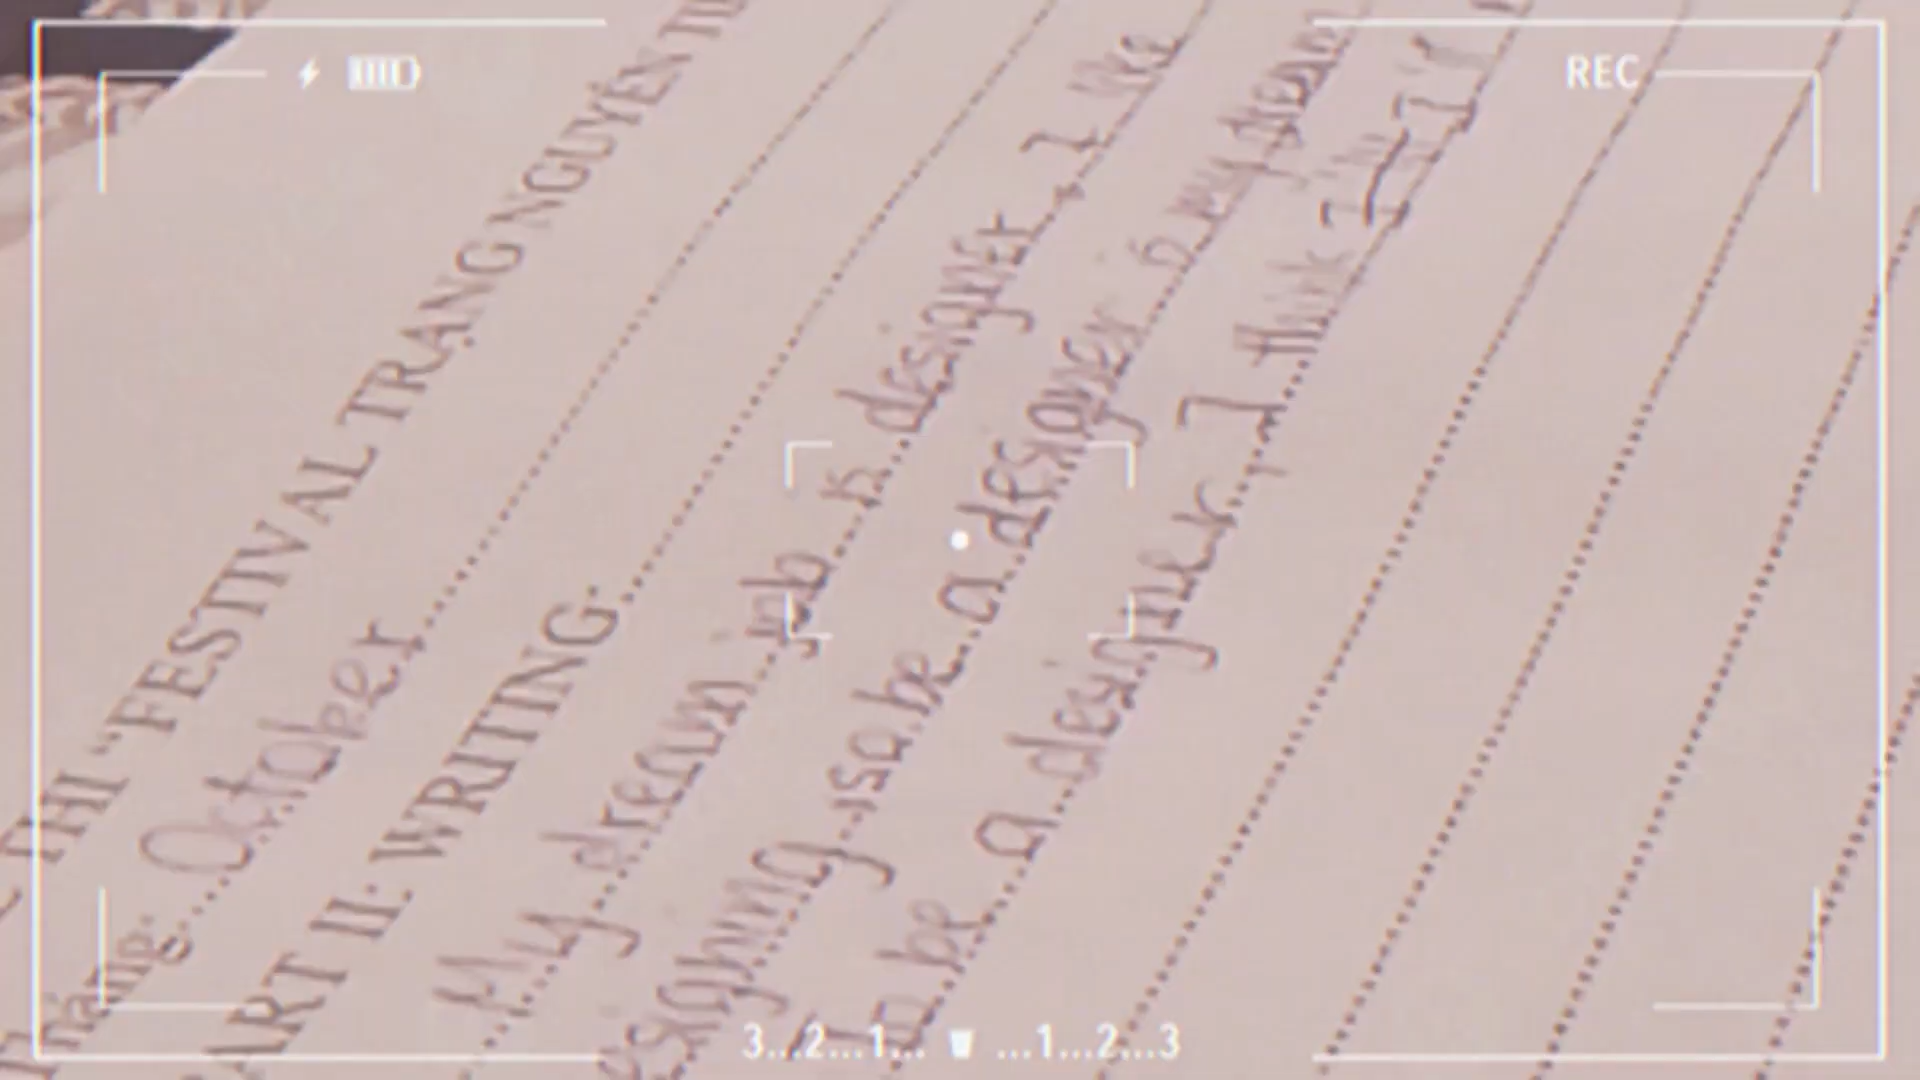 REC
THI "FESTIVAL TRẠNG NGUYÊN
Tháng: October
PART II: WRITING:
My dream job is designer, I like
designing so be a designer is my dream
To be a designer, I think I
3...2...1... ...1...2...3